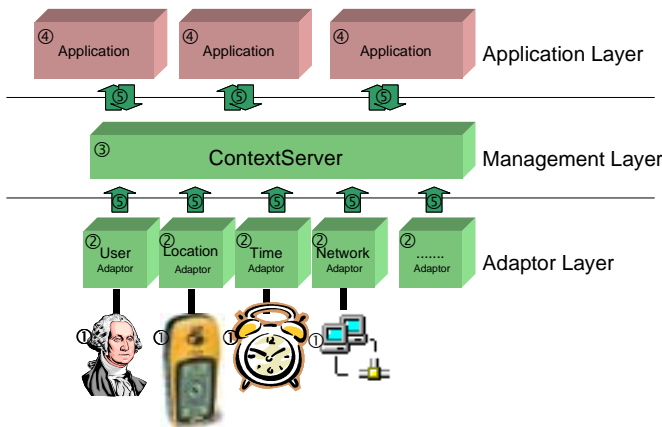 ④ Application
④ Application
④ Application
Application Layer
⑤ ⑤ ⑤
③ ContextServer
Management Layer
⑤ ⑤ ⑤ ⑤ ⑤
② User Adaptor
② Location Adaptor
② Time Adaptor
② Network Adaptor
② ....... Adaptor
Adaptor Layer
① ① ① ①
12